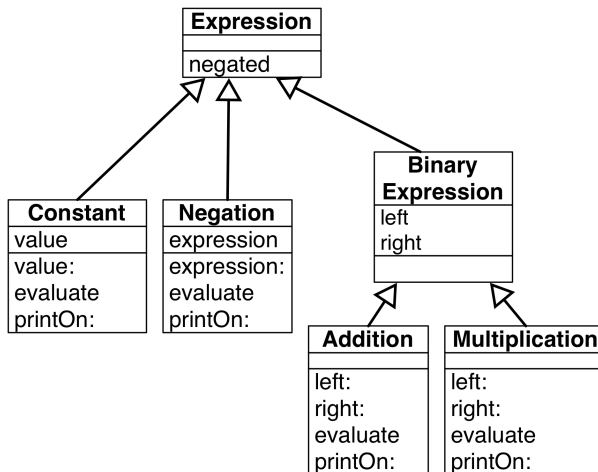 Expression
negated
Constant
value
value:
evaluate
printOn:
Negation
expression
expression:
evaluate
printOn:
Binary
Expression
left
right
Addition
left:
right:
evaluate
printOn:
Multiplication
left:
right:
evaluate
printOn: